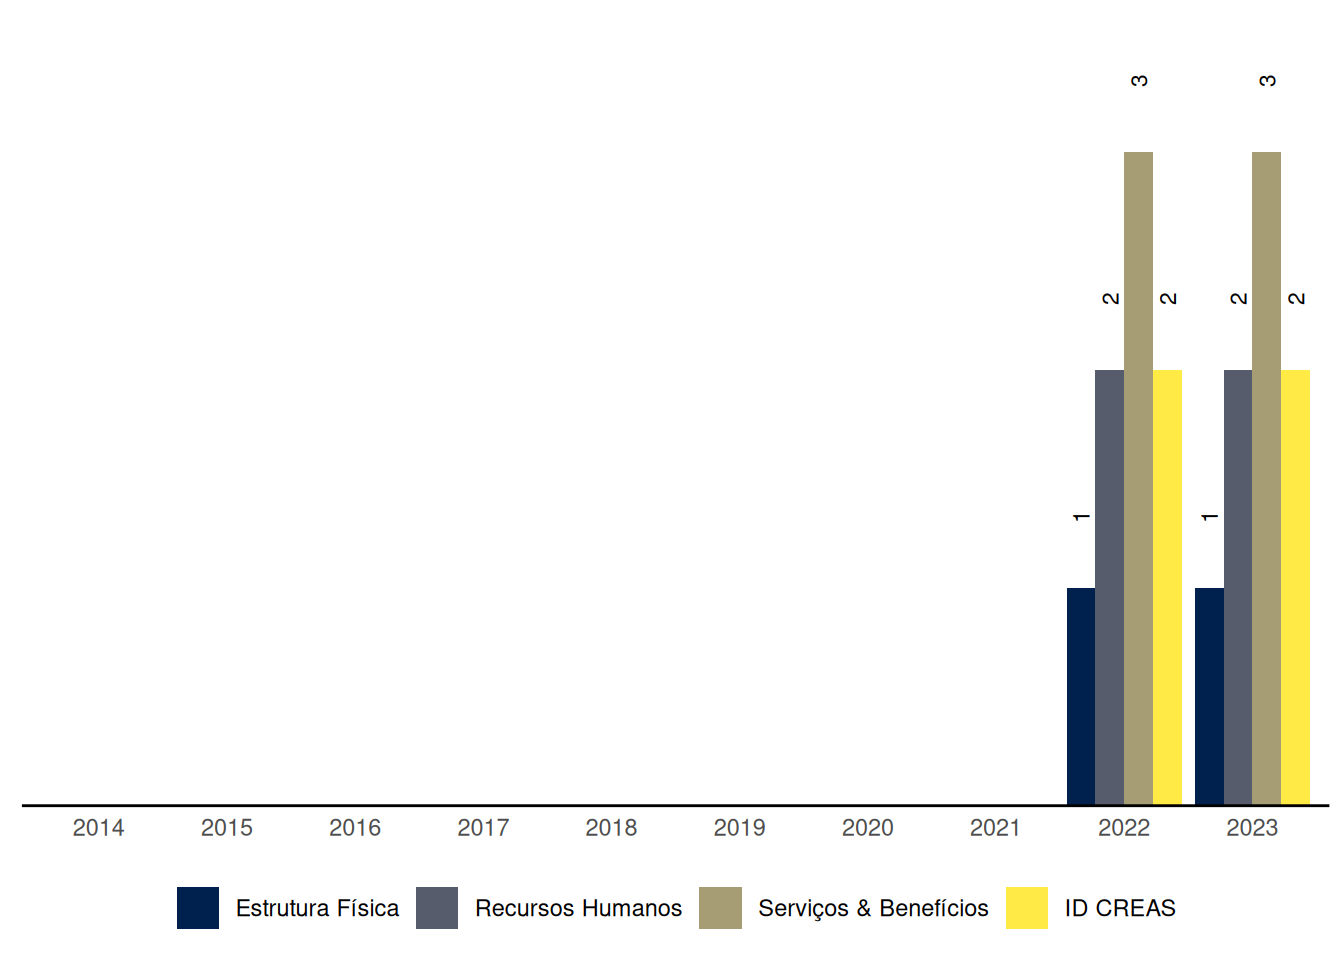 3 3
2 2 2 2
1 1
2014 2015 2016 2017 2018 2019 2020 2021 2022 2023
Estrutura Física Recursos Humanos Serviços & Benefícios ID CREAS